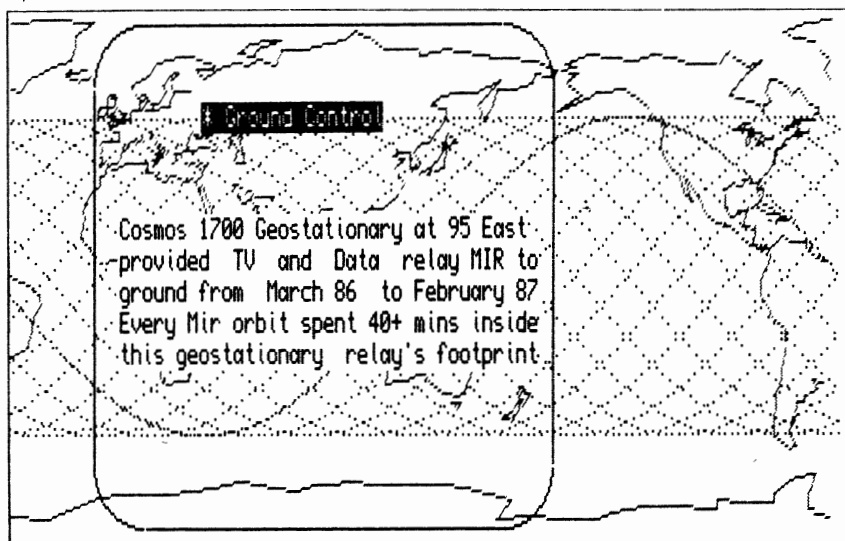 * Ground Control
Cosmos 1700 Geostationary at 95 East
provided TV and Data relay MIR to
ground from March 86 to February 87
Every Mir orbit spent 40+ mins inside
this geostationary relay's footprint